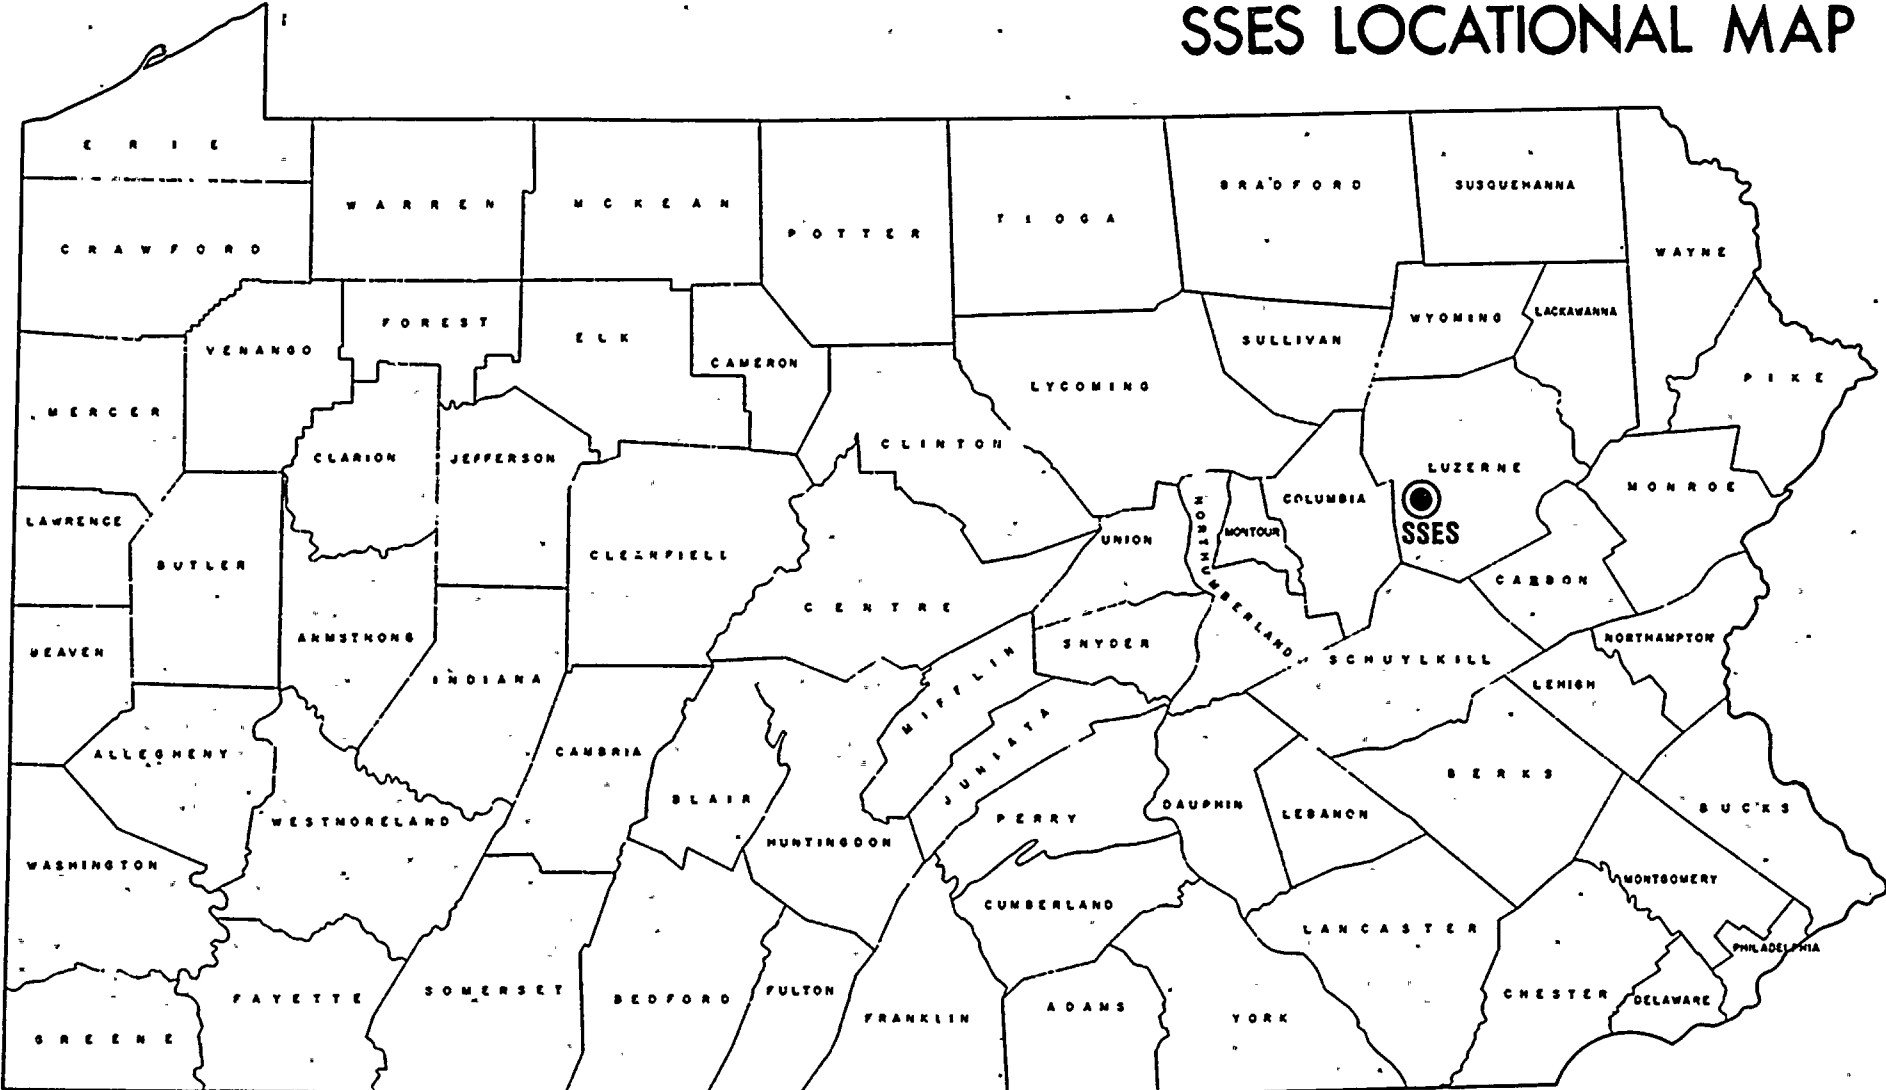 SSES LOCATIONAL MAP
ERIE
WARREN
MCKEAN
POTTER
TIOGA
BRADFORD
SUSQUEHANNA
WAYNE
CRAWFORD
VENANGO
FOREST
ELK
CAMERON
LYCOMING
SULLIVAN
WYOMING
LACKAWANNA
PIKE
MERCER
CLARION
JEFFERSON
CLINTON
COLUMBIA
LUZERNE
SSES
MONROE
LAWRENCE
BUTLER
CLEARFIELD
CENTRE
UNION
NORTHUMBERLAND
MONTOUR
CARBON
BEAVER
ARMSTRONG
INDIANA
MIFFLIN
SNYDER
SCHUYLKILL
LEHIGH
NORTHAMPTON
ALLEGHENY
CAMBRIA
BLAIR
JUNIATA
PERRY
DAUPHIN
LEBANON
BERKS
BUCKS
WASHINGTON
WESTMORELAND
HUNTINGDON
CUMBERLAND
LANCASTER
MONTGOMERY
PHILADELPHIA
GREENE
FAYETTE
SOMERSET
BEDFORD
FULTON
FRANKLIN
ADAMS
YORK
CHESTER
DELAWARE